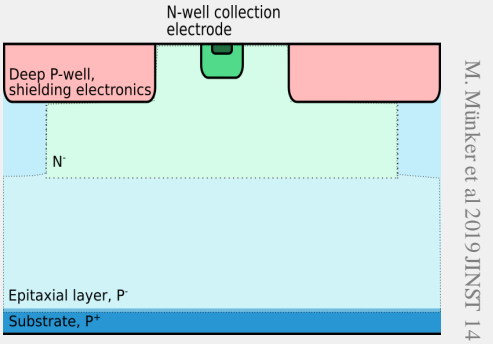 N-well collection
electrode
Deep P-well,
shielding electronics
N⁻
Epitaxial layer, P⁻
Substrate, P⁺
M. Münker et al 2019 JINST 14